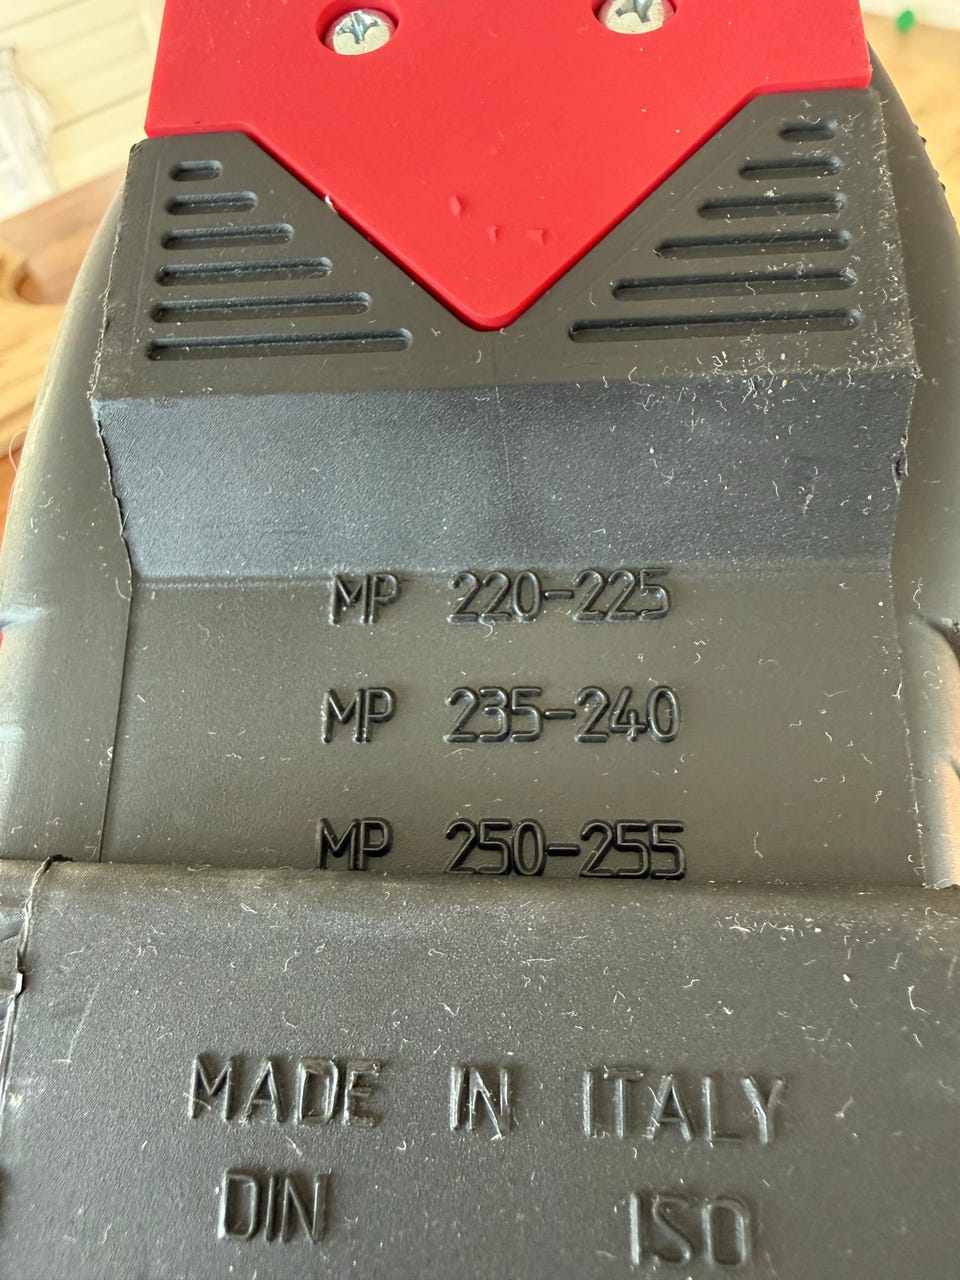 MP 220-225
MP 235-240
MP 250-255
MADE IN ITALY
DIN ISO